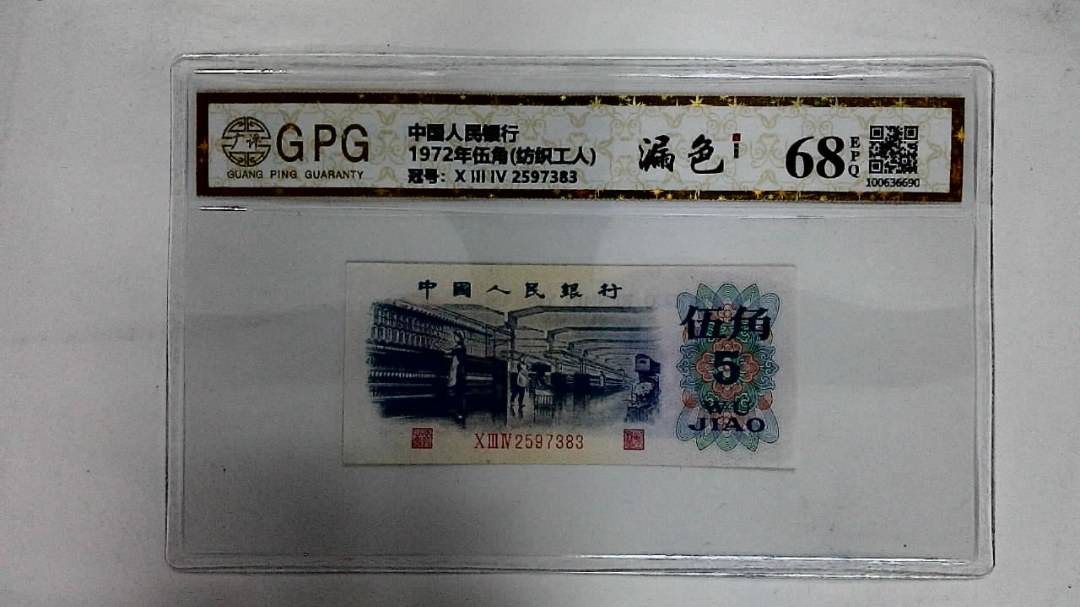 GPG
GUANG PING GUARANTY
中国人民银行
1972年伍角(纺织工人)
冠号: X III IV 2597383
漏色
68
EPQ
100636690
中國人民銀行
伍角
5
WU
JIAO
XIIIIV2597383